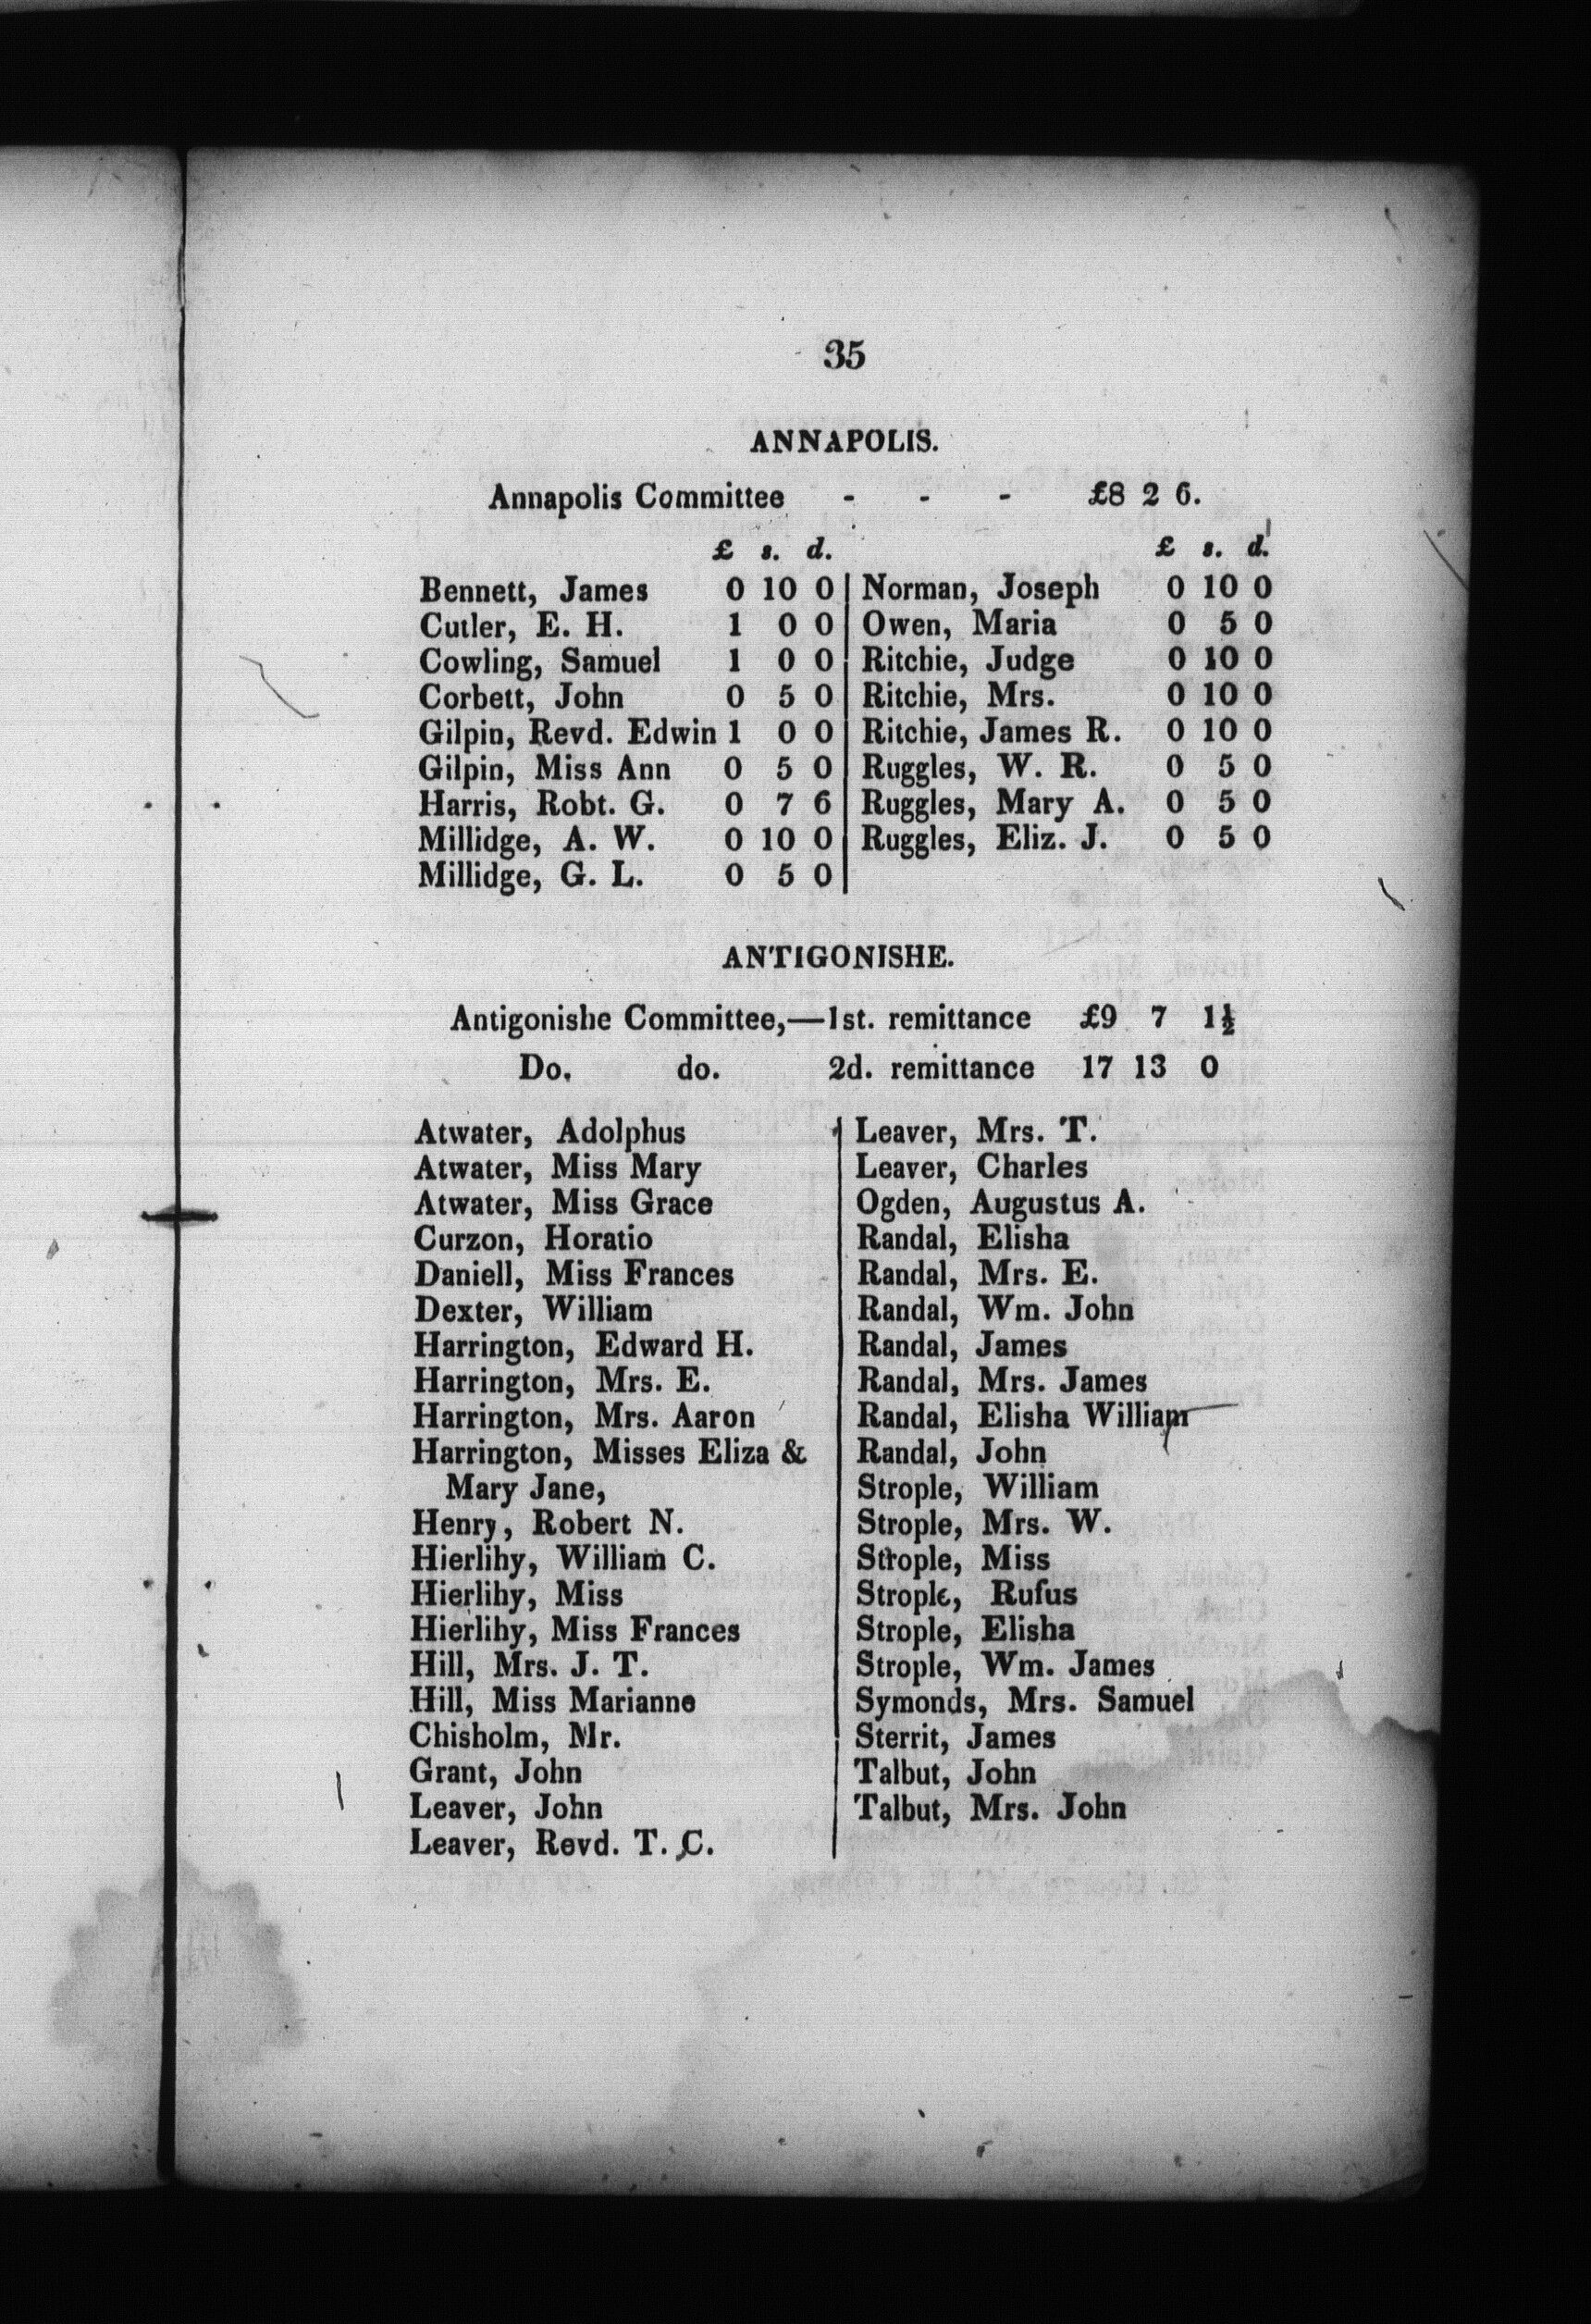 35
ANNAPOLIS.
Annapolis Committee - - - £8 2 6.
£ s. d.
Bennett, James 0 10 0
Cutler, E. H. 1 0 0
Cowling, Samuel 1 0 0
Corbett, John 0 5 0
Gilpin, Revd. Edwin 1 0 0
Gilpin, Miss Ann 0 5 0
Harris, Robt. G. 0 7 6
Millidge, A. W. 0 10 0
Millidge, G. L. 0 5 0
£ s. d.
Norman, Joseph 0 10 0
Owen, Maria 0 5 0
Ritchie, Judge 0 10 0
Ritchie, Mrs. 0 10 0
Ritchie, James R. 0 10 0
Ruggles, W. R. 0 5 0
Ruggles, Mary A. 0 5 0
Ruggles, Eliz. J. 0 5 0
ANTIGONISHE.
Antigonishe Committee,—1st. remittance £9 7 1½
Do. do. 2d. remittance 17 13 0
Atwater, Adolphus
Atwater, Miss Mary
Atwater, Miss Grace
Curzon, Horatio
Daniell, Miss Frances
Dexter, William
Harrington, Edward H.
Harrington, Mrs. E.
Harrington, Mrs. Aaron
Harrington, Misses Eliza &
Mary Jane,
Henry, Robert N.
Hierlihy, William C.
Hierlihy, Miss
Hierlihy, Miss Frances
Hill, Mrs. J. T.
Hill, Miss Marianne
Chisholm, Mr.
Grant, John
Leaver, John
Leaver, Revd. T. C.
Leaver, Mrs. T.
Leaver, Charles
Ogden, Augustus A.
Randal, Elisha
Randal, Mrs. E.
Randal, Wm. John
Randal, James
Randal, Mrs. James
Randal, Elisha William
Randal, John
Strople, William
Strople, Mrs. W.
Strople, Miss
Strople, Rufus
Strople, Elisha
Strople, Wm. James
Symonds, Mrs. Samuel
Sterrit, James
Talbut, John
Talbut, Mrs. John